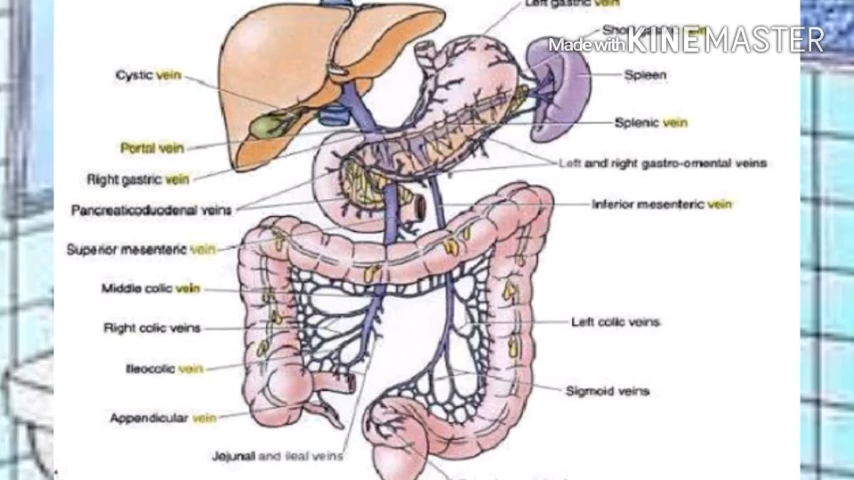 Left gastric vein
Made with KINEMASTER
Cystic vein
Spleen
Splenic vein
Portal vein
Left and right gastro-omental veins
Right gastric vein
Pancreaticoduodenal veins
Inferior mesenteric vein
Superior mesenteric vein
Middle colic vein
Right colic veins
Left colic veins
Ileocolic vein
Sigmoid veins
Appendicular vein
Jejunal and ileal veins